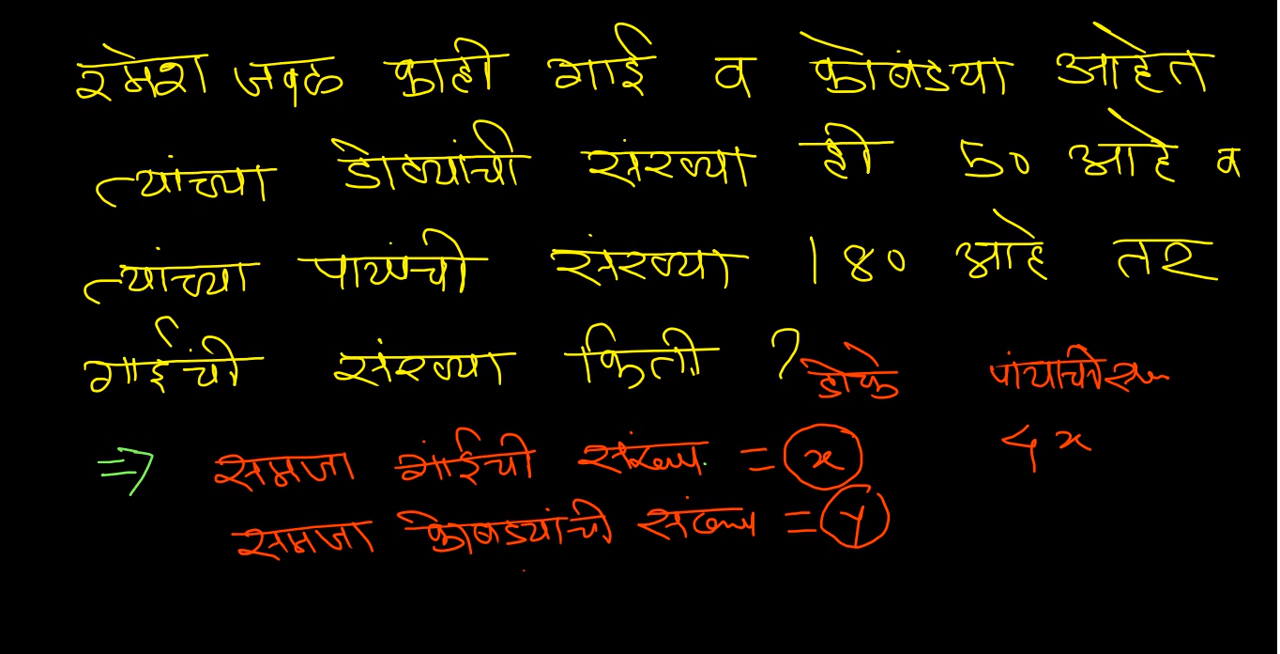 रमेश जवळ काही गाई व कोंबड्या आहेत
त्यांच्या डोक्यांची संख्या ही 50 आहे व
त्यांच्या पायांची संख्या 180 आहे तर
गाईंची संख्या किती ?
डोके पायांची
⇒ समजा गाईंची संख्या = x 4x
समजा कोंबड्यांची संख्या = y